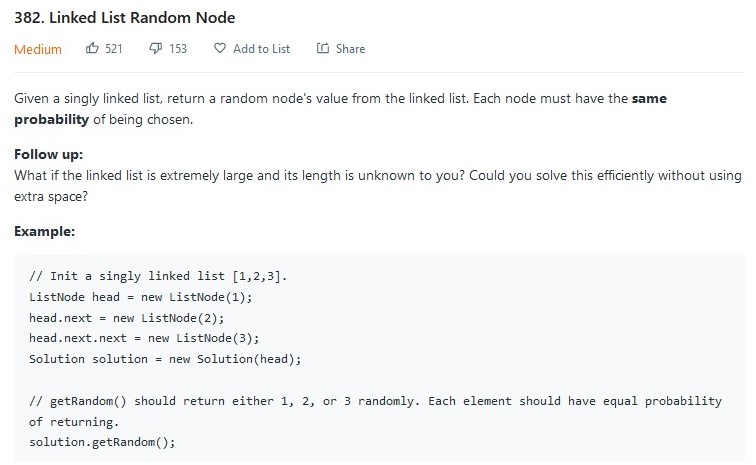 382. Linked List Random Node
Medium 521 153 Add to List Share
Given a singly linked list, return a random node's value from the linked list. Each node must have the same
probability of being chosen.
Follow up:
What if the linked list is extremely large and its length is unknown to you? Could you solve this efficiently without using
extra space?
Example:
// Init a singly linked list [1,2,3].
ListNode head = new ListNode(1);
head.next = new ListNode(2);
head.next.next = new ListNode(3);
Solution solution = new Solution(head);
// getRandom() should return either 1, 2, or 3 randomly. Each element should have equal probability
of returning.
solution.getRandom();